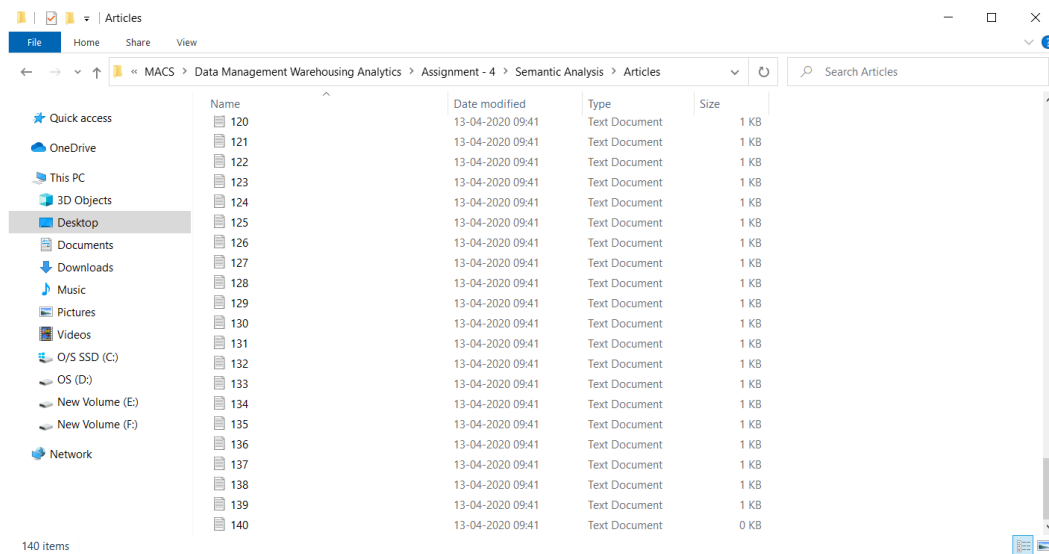 Articles
File Home Share View
« MACS > Data Management Warehousing Analytics > Assignment - 4 > Semantic Analysis > Articles Search Articles
Name Date modified Type Size
Quick access
OneDrive
This PC
3D Objects
Desktop
Documents
Downloads
Music
Pictures
Videos
O/S SSD (C:)
OS (D:)
New Volume (E:)
New Volume (F:)
Network
120 13-04-2020 09:41 Text Document 1 KB
121 13-04-2020 09:41 Text Document 1 KB
122 13-04-2020 09:41 Text Document 1 KB
123 13-04-2020 09:41 Text Document 1 KB
124 13-04-2020 09:41 Text Document 1 KB
125 13-04-2020 09:41 Text Document 1 KB
126 13-04-2020 09:41 Text Document 1 KB
127 13-04-2020 09:41 Text Document 1 KB
128 13-04-2020 09:41 Text Document 1 KB
129 13-04-2020 09:41 Text Document 1 KB
130 13-04-2020 09:41 Text Document 1 KB
131 13-04-2020 09:41 Text Document 1 KB
132 13-04-2020 09:41 Text Document 1 KB
133 13-04-2020 09:41 Text Document 1 KB
134 13-04-2020 09:41 Text Document 1 KB
135 13-04-2020 09:41 Text Document 1 KB
136 13-04-2020 09:41 Text Document 1 KB
137 13-04-2020 09:41 Text Document 1 KB
138 13-04-2020 09:41 Text Document 1 KB
139 13-04-2020 09:41 Text Document 1 KB
140 13-04-2020 09:41 Text Document 0 KB
140 items